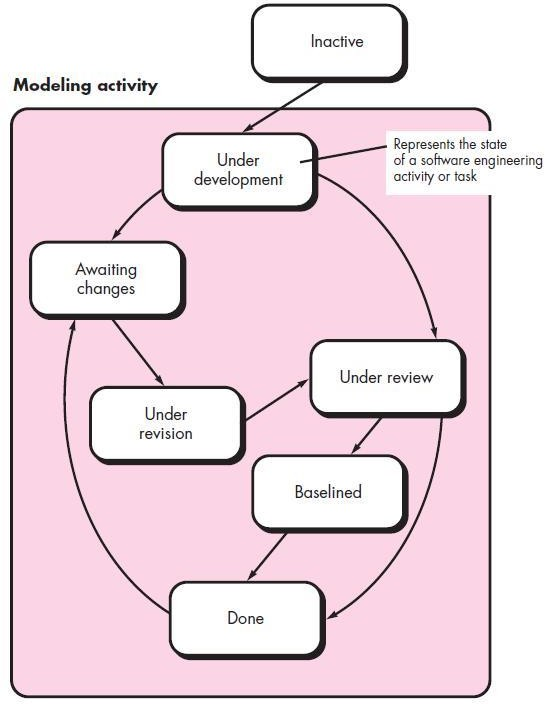 Inactive
Modeling activity
Under
development
Represents the state
of a software engineering
activity or task
Awaiting
changes
Under review
Under
revision
Baselined
Done